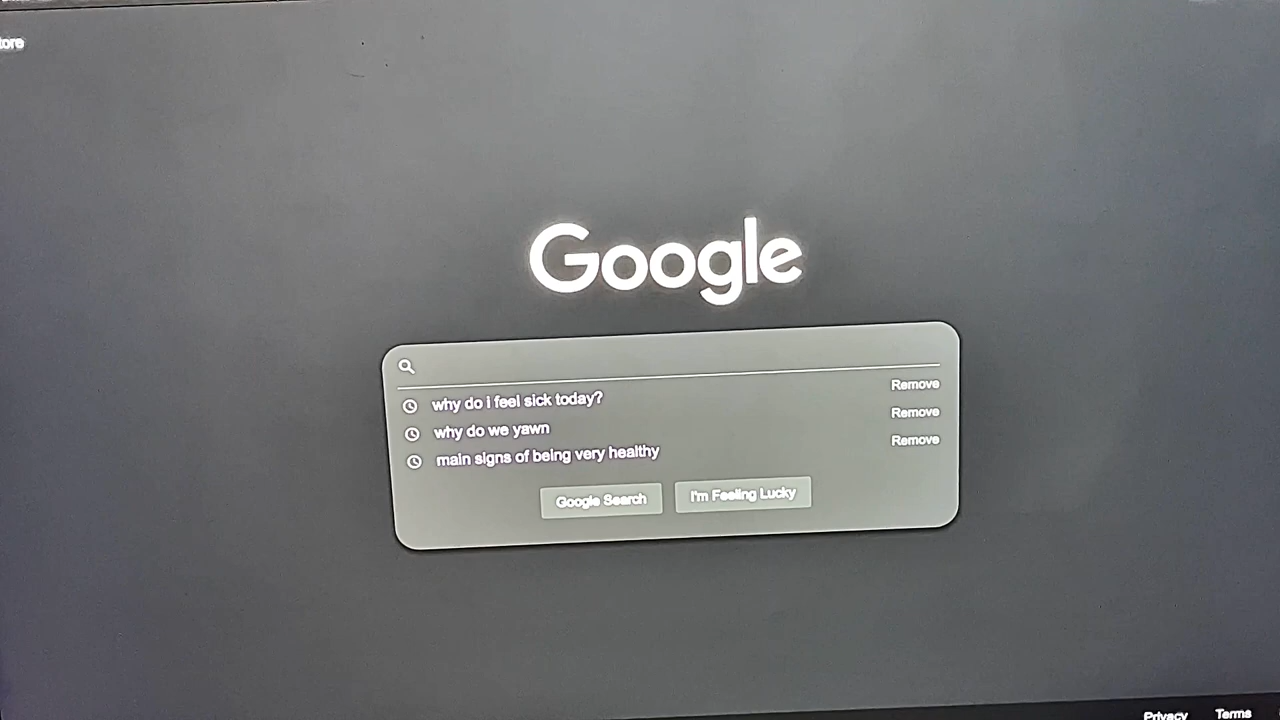 Google
why do i feel sick today?
Remove
why do we yawn
Remove
main signs of being very healthy
Remove
Google Search
I'm Feeling Lucky
Privacy
Terms